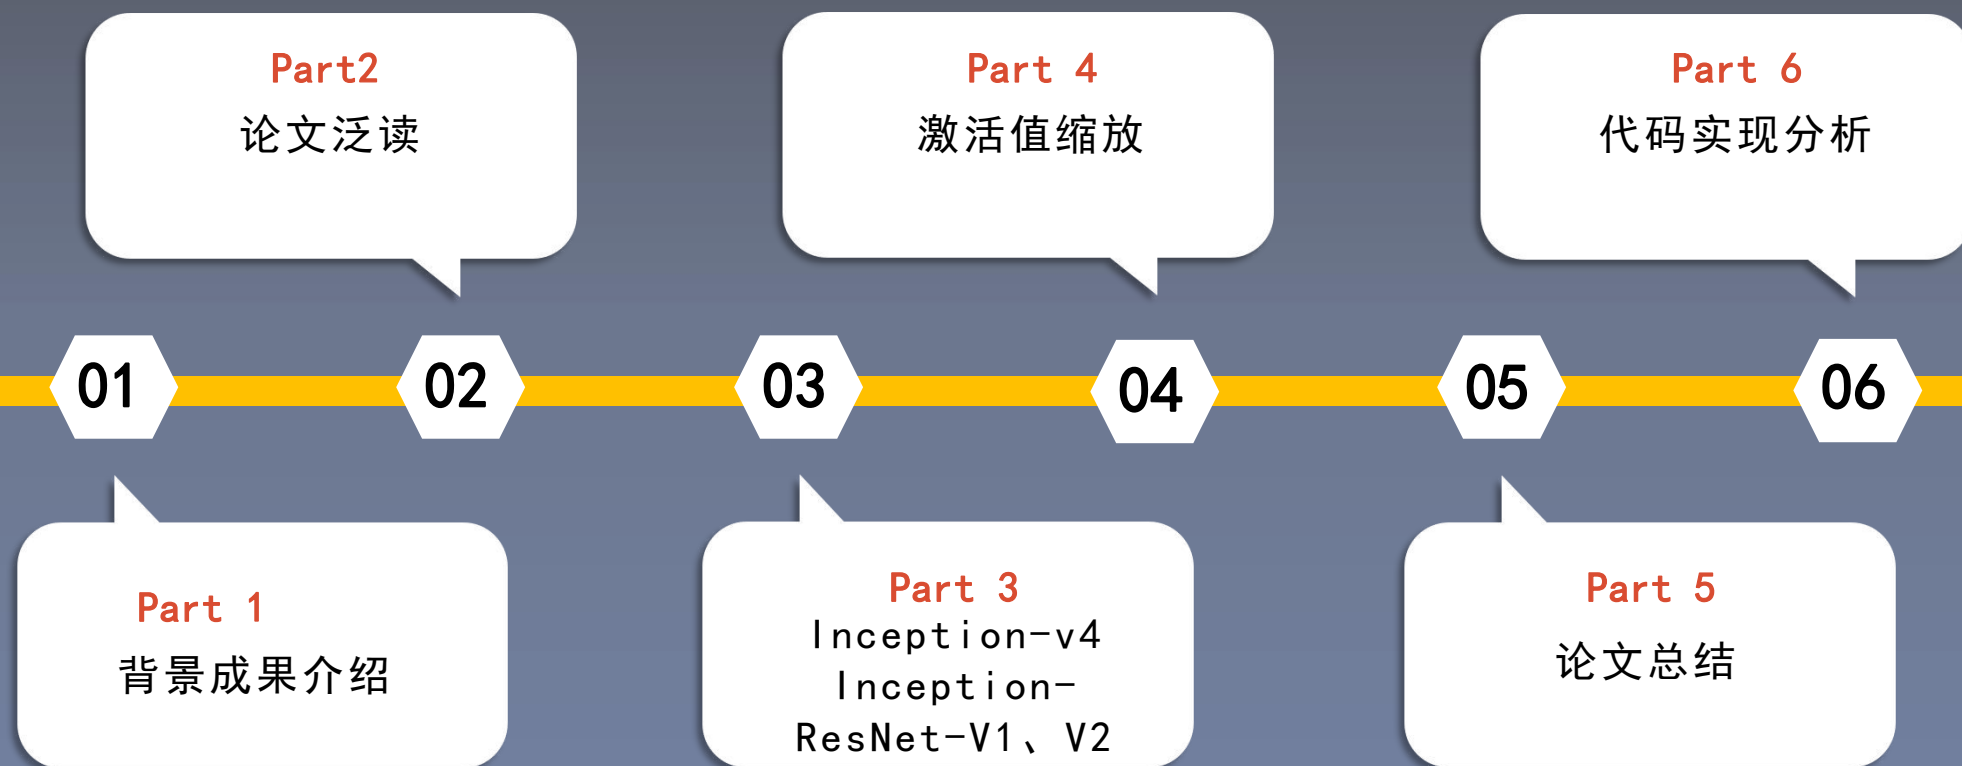 Part2
论文泛读
Part 4
激活值缩放
Part 6
代码实现分析
01
02
03
04
05
06
Part 1
背景成果介绍
Part 3
Inception-v4
Inception-
ResNet-V1、V2
Part 5
论文总结